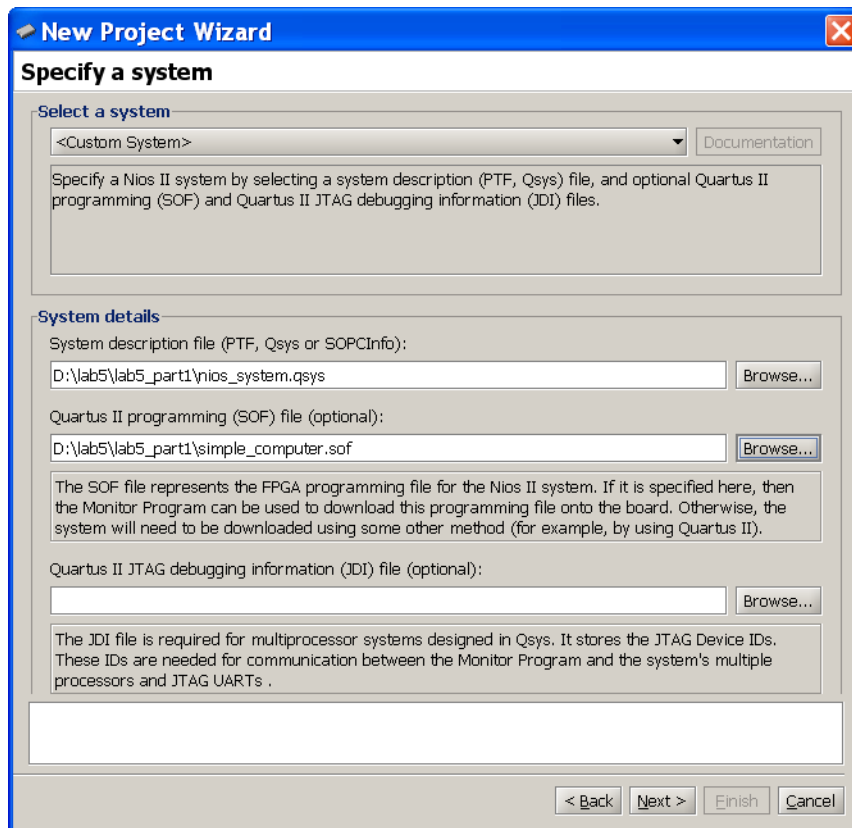 New Project Wizard
Specify a system
Select a system
<Custom System>
Documentation
Specify a Nios II system by selecting a system description (PTF, Qsys) file, and optional Quartus II
programming (SOF) and Quartus II JTAG debugging information (JDI) files.
System details
System description file (PTF, Qsys or SOPCInfo):
D:\lab5\lab5_part1\nios_system.qsys
Browse...
Quartus II programming (SOF) file (optional):
D:\lab5\lab5_part1\simple_computer.sof
Browse...
The SOF file represents the FPGA programming file for the Nios II system. If it is specified here, then
the Monitor Program can be used to download this programming file onto the board. Otherwise, the
system will need to be downloaded using some other method (for example, by using Quartus II).
Quartus II JTAG debugging information (JDI) file (optional):
Browse...
The JDI file is required for multiprocessor systems designed in Qsys. It stores the JTAG Device IDs.
These IDs are needed for communication between the Monitor Program and the system's multiple
processors and JTAG UARTs .
< Back
Next >
Finish
Cancel